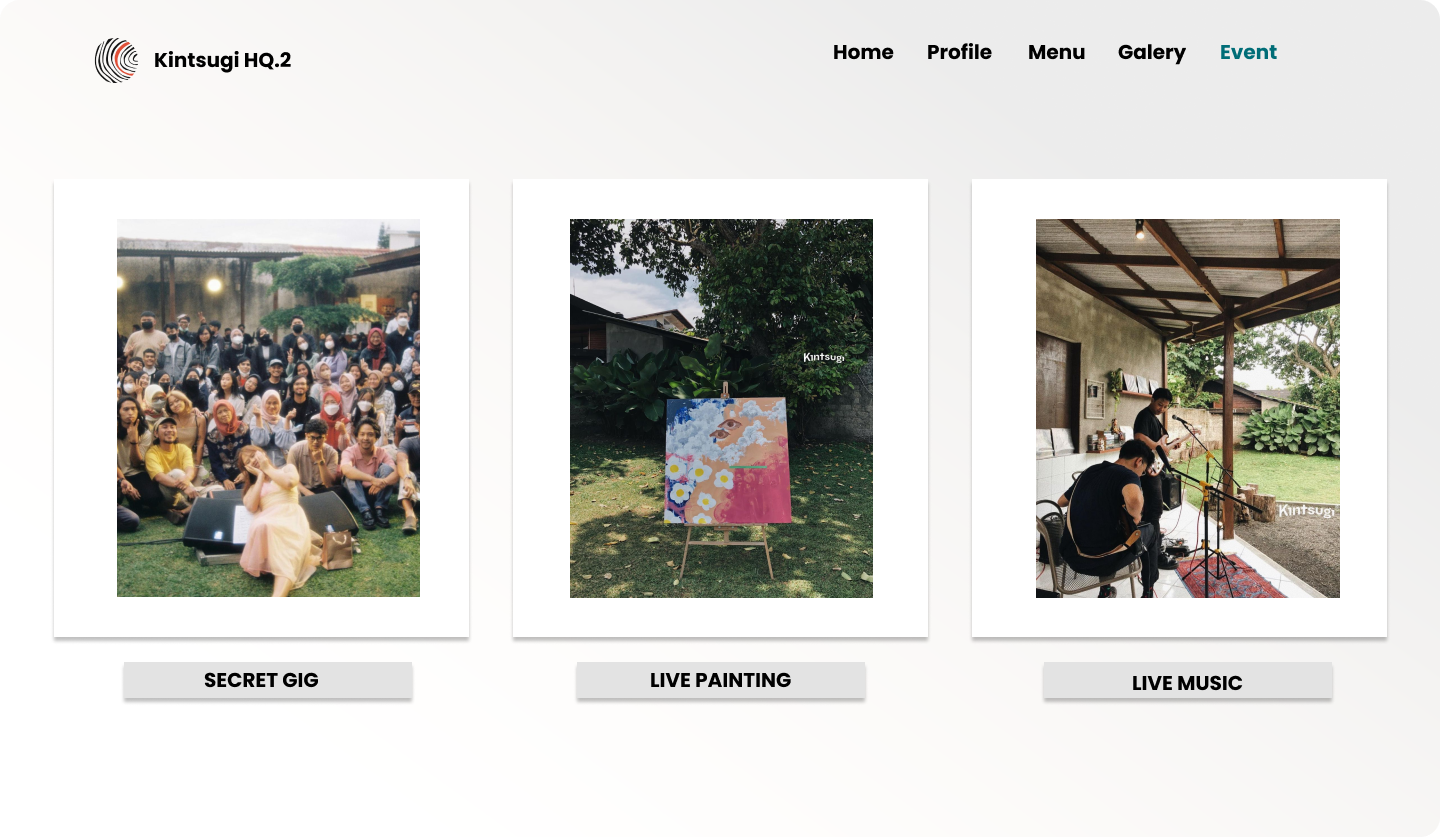 Kintsugi HQ.2
Home Profile Menu Galery Event
Kintsugi
Kintsugi
SECRET GIG
LIVE PAINTING
LIVE MUSIC